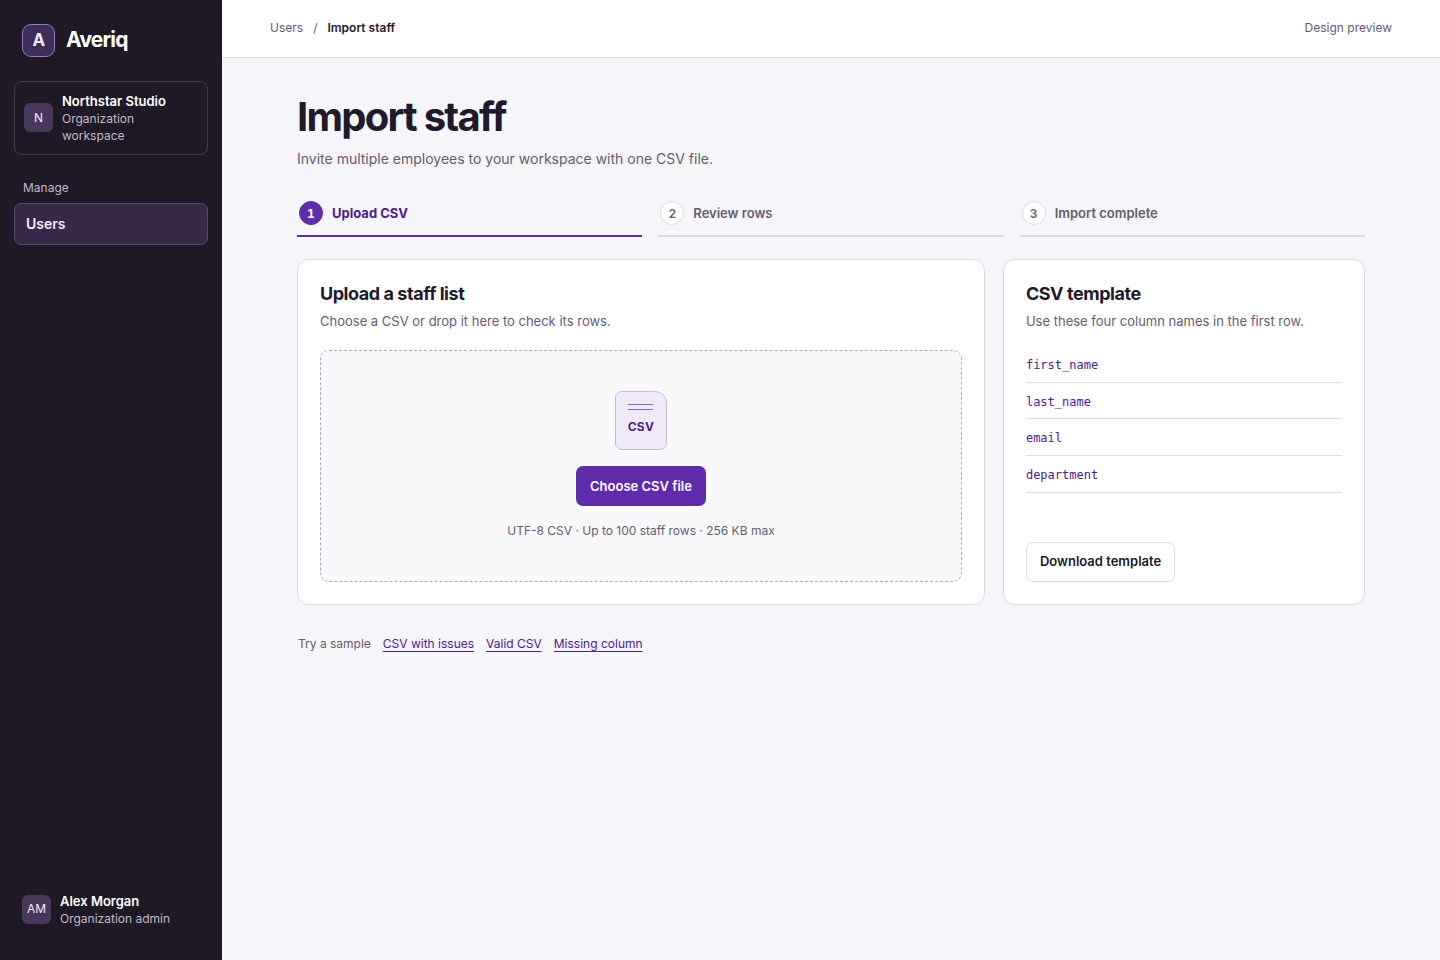 A Averiq
N
Northstar Studio
Organization
workspace
Manage
Users
AM
Alex Morgan
Organization admin
Users / Import staff
Design preview
Import staff
Invite multiple employees to your workspace with one CSV file.
1 Upload CSV
2 Review rows
3 Import complete
Upload a staff list
Choose a CSV or drop it here to check its rows.
CSV
Choose CSV file
UTF-8 CSV · Up to 100 staff rows · 256 KB max
CSV template
Use these four column names in the first row.
first_name
last_name
email
department
Download template
Try a sample CSV with issues Valid CSV Missing column